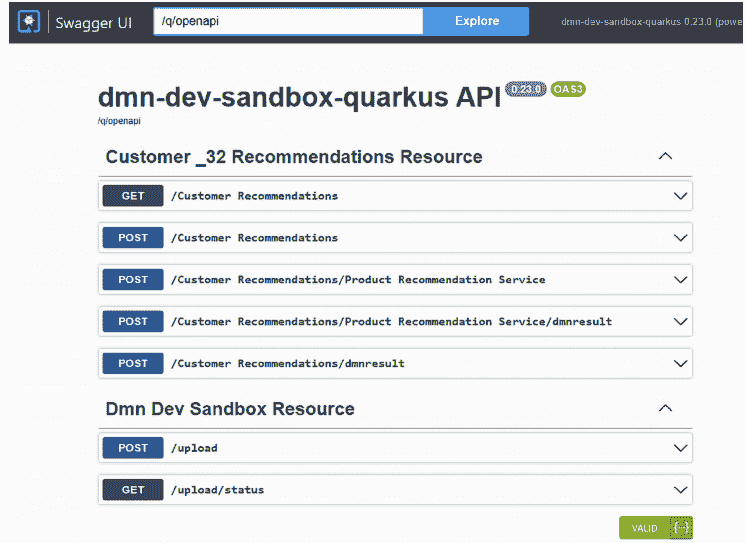 Swagger UI /q/openapi Explore dmn-dev-sandbox-quarkus 0.23.0 (powe
dmn-dev-sandbox-quarkus API 0.23.0 OAS3
/q/openapi
Customer _32 Recommendations Resource
GET /Customer Recommendations
POST /Customer Recommendations
POST /Customer Recommendations/Product Recommendation Service
POST /Customer Recommendations/Product Recommendation Service/dmnresult
POST /Customer Recommendations/dmnresult
Dmn Dev Sandbox Resource
POST /upload
GET /upload/status
VALID {...}